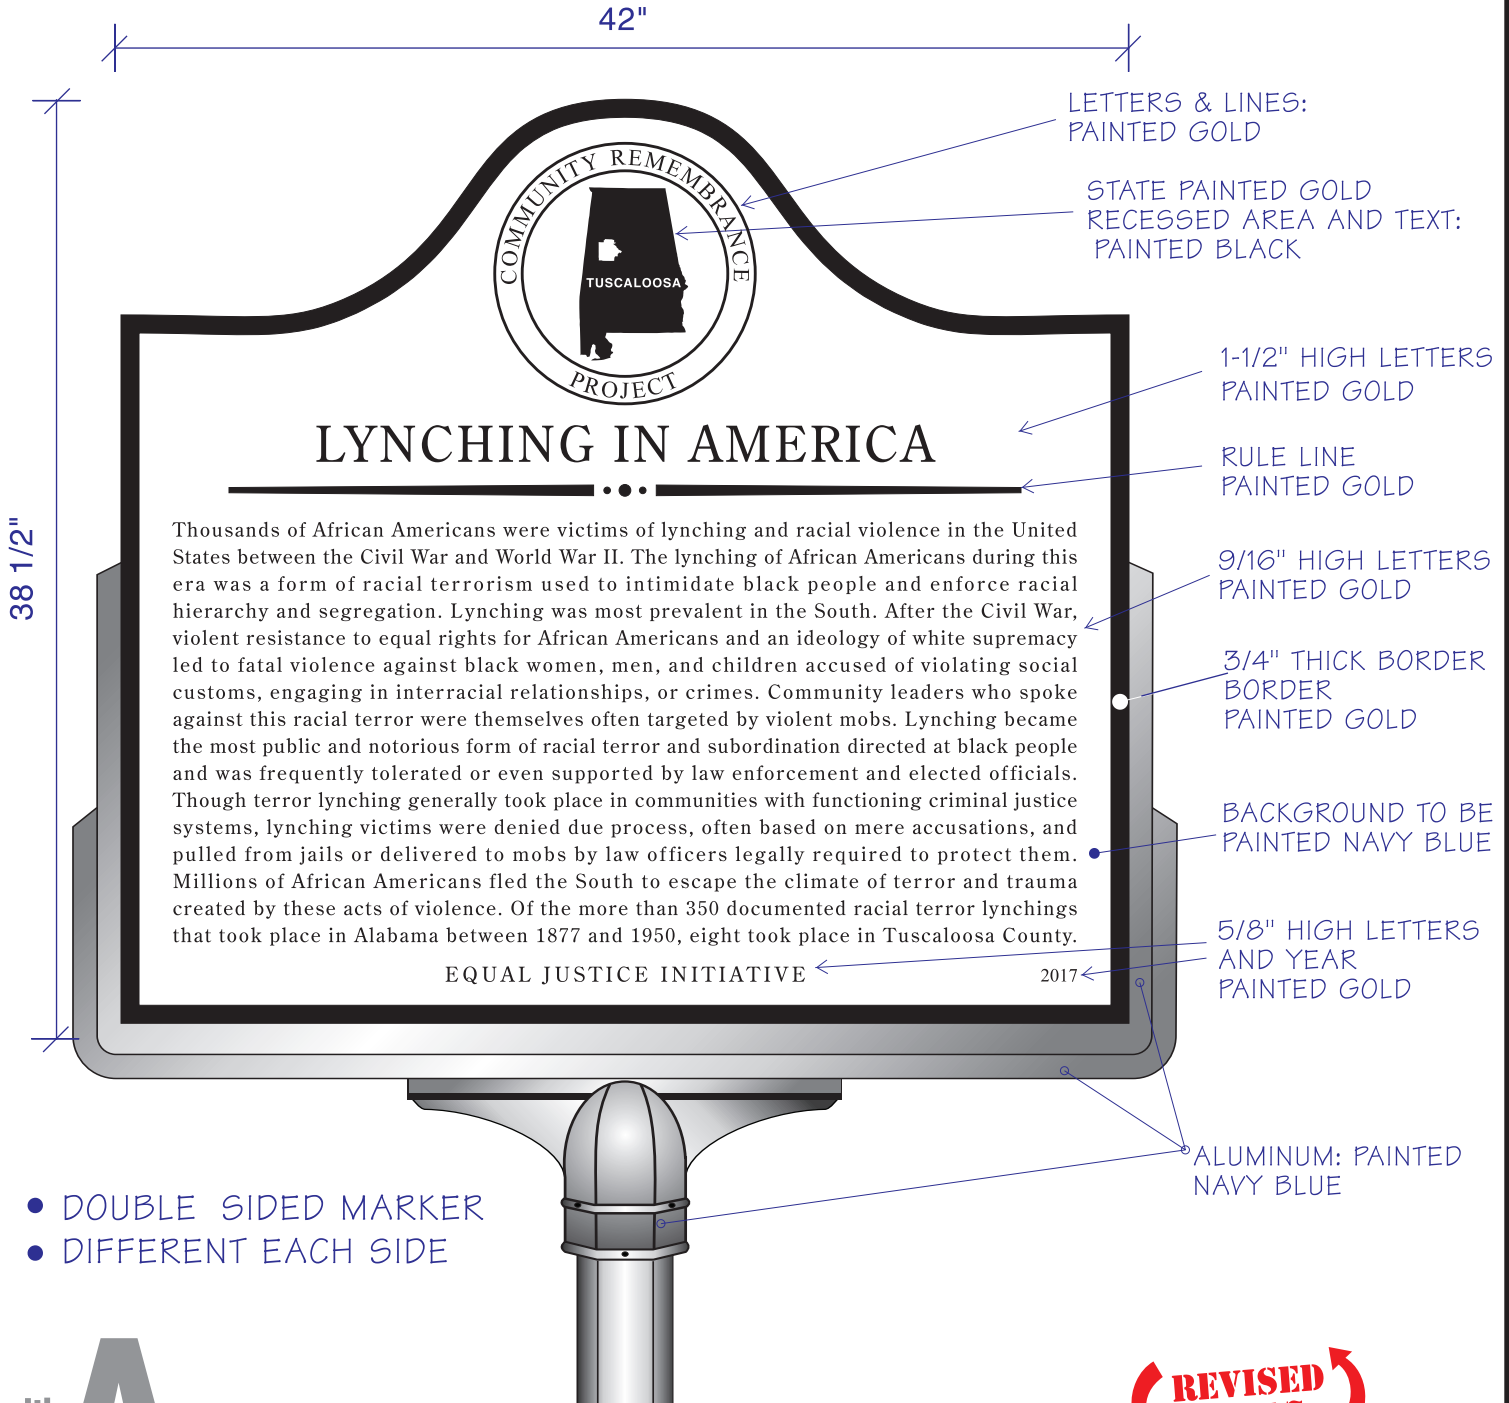 42"
38 1/2"
LETTERS & LINES:
PAINTED GOLD
STATE PAINTED GOLD
RECESSED AREA AND TEXT:
PAINTED BLACK
COMMUNITY REMEMBRANCE
TUSCALOOSA
PROJECT
1-1/2" HIGH LETTERS
PAINTED GOLD
LYNCHING IN AMERICA
RULE LINE
PAINTED GOLD
Thousands of African Americans were victims of lynching and racial violence in the United
States between the Civil War and World War II. The lynching of African Americans during this
era was a form of racial terrorism used to intimidate black people and enforce racial
hierarchy and segregation. Lynching was most prevalent in the South. After the Civil War,
violent resistance to equal rights for African Americans and an ideology of white supremacy
led to fatal violence against black women, men, and children accused of violating social
customs, engaging in interracial relationships, or crimes. Community leaders who spoke
against this racial terror were themselves often targeted by violent mobs. Lynching became
the most public and notorious form of racial terror and subordination directed at black people
and was frequently tolerated or even supported by law enforcement and elected officials.
Though terror lynching generally took place in communities with functioning criminal justice
systems, lynching victims were denied due process, often based on mere accusations, and
pulled from jails or delivered to mobs by law officers legally required to protect them.
Millions of African Americans fled the South to escape the climate of terror and trauma
created by these acts of violence. Of the more than 350 documented racial terror lynchings
that took place in Alabama between 1877 and 1950, eight took place in Tuscaloosa County.
EQUAL JUSTICE INITIATIVE
2017
9/16" HIGH LETTERS
PAINTED GOLD
3/4" THICK BORDER
BORDER
PAINTED GOLD
BACKGROUND TO BE
PAINTED NAVY BLUE
5/8" HIGH LETTERS
AND YEAR
PAINTED GOLD
ALUMINUM: PAINTED
NAVY BLUE
• DOUBLE SIDED MARKER
• DIFFERENT EACH SIDE
A
REVISED